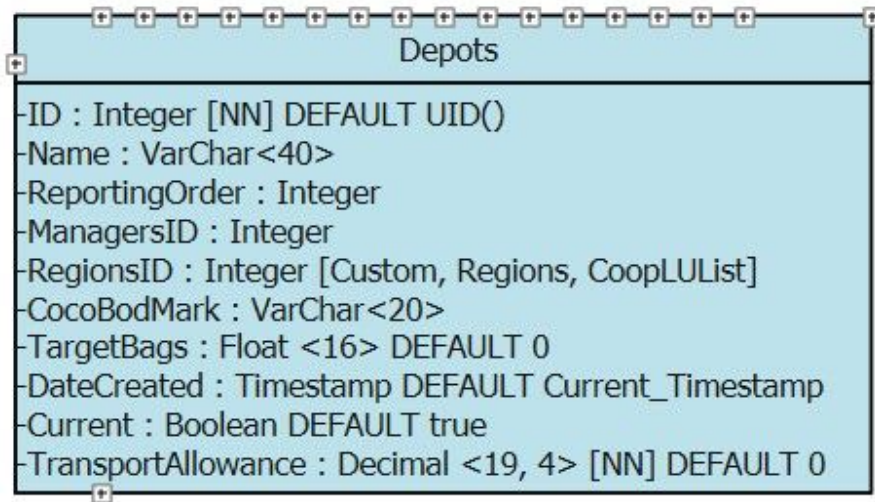 Depots
-ID : Integer [NN] DEFAULT UID()
-Name : VarChar<40>
-ReportingOrder : Integer
-ManagersID : Integer
-RegionsID : Integer [Custom, Regions, CoopLUList]
-CocoBodMark : VarChar<20>
-TargetBags : Float <16> DEFAULT 0
-DateCreated : Timestamp DEFAULT Current_Timestamp
-Current : Boolean DEFAULT true
-TransportAllowance : Decimal <19, 4> [NN] DEFAULT 0